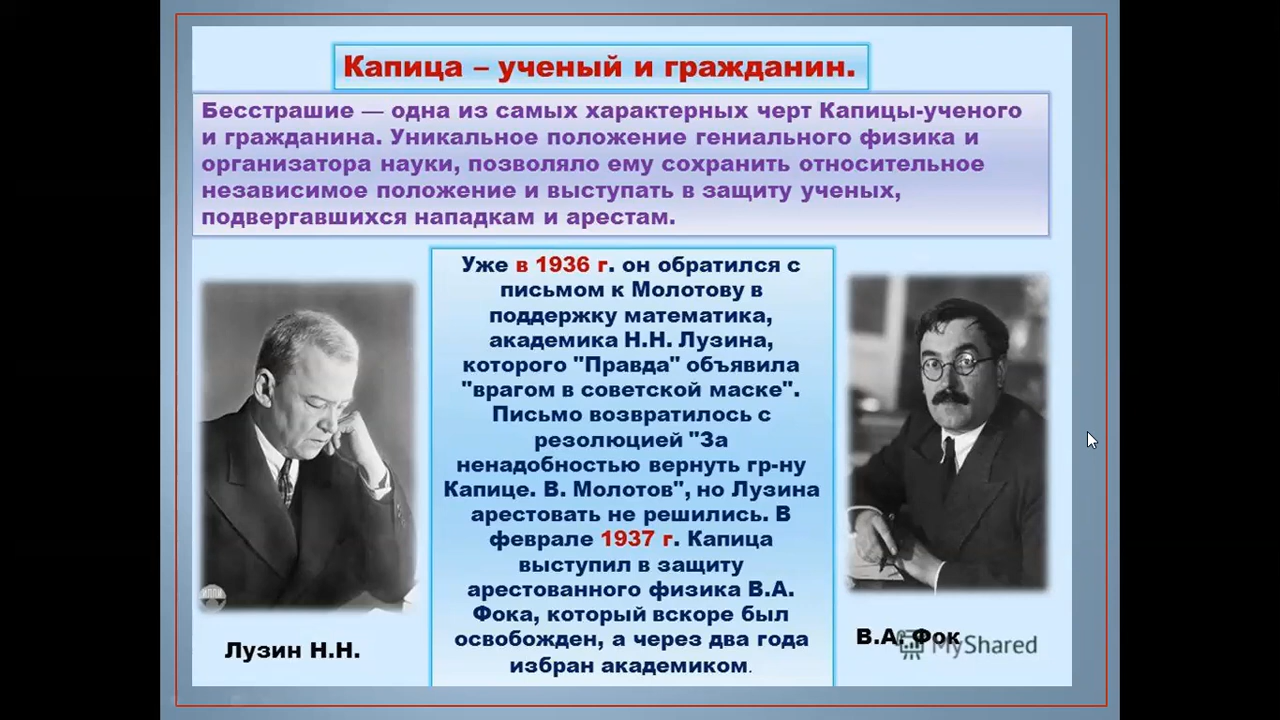 Капица – ученый и гражданин.
Бесстрашие — одна из самых характерных черт Капицы-ученого
и гражданина. Уникальное положение гениального физика и
организатора науки, позволяло ему сохранить относительное
независимое положение и выступать в защиту ученых,
подвергавшихся нападкам и арестам.
Уже в 1936 г. он обратился с
письмом к Молотову в
поддержку математика,
академика Н.Н. Лузина,
которого "Правда" объявила
"врагом в советской маске".
Письмо возвратилось с
резолюцией "За
ненадобностью вернуть гр-ну
Капице. В. Молотов", но Лузина
арестовать не решились. В
феврале 1937 г. Капица
выступил в защиту
арестованного физика В.А.
Фока, который вскоре был
освобожден, а через два года
избран академиком.
Лузин Н.Н.
В.А. Фок
MyShared